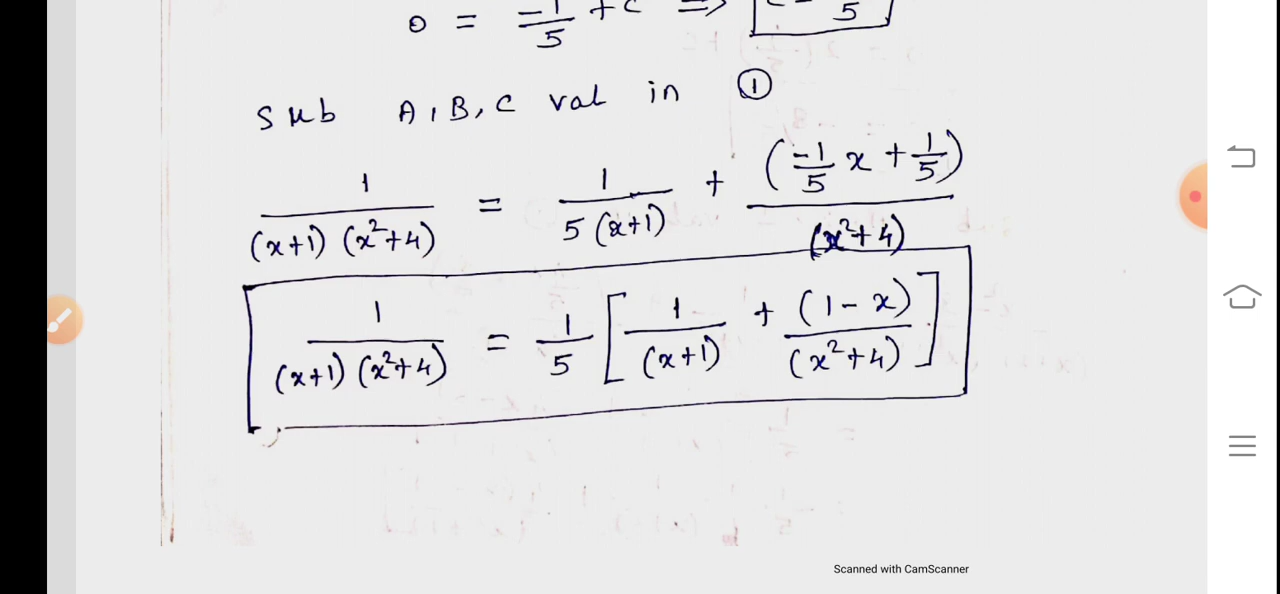 0 = -1/5 + C ⇒ C = 1/5
Sub A, B, C val in ①
1/((x+1)(x²+4)) = 1/(5(x+1)) + (-1/5 x + 1/5)/(x²+4)
1/((x+1)(x²+4)) = 1/5 [1/(x+1) + (1-x)/(x²+4)]
Scanned with CamScanner